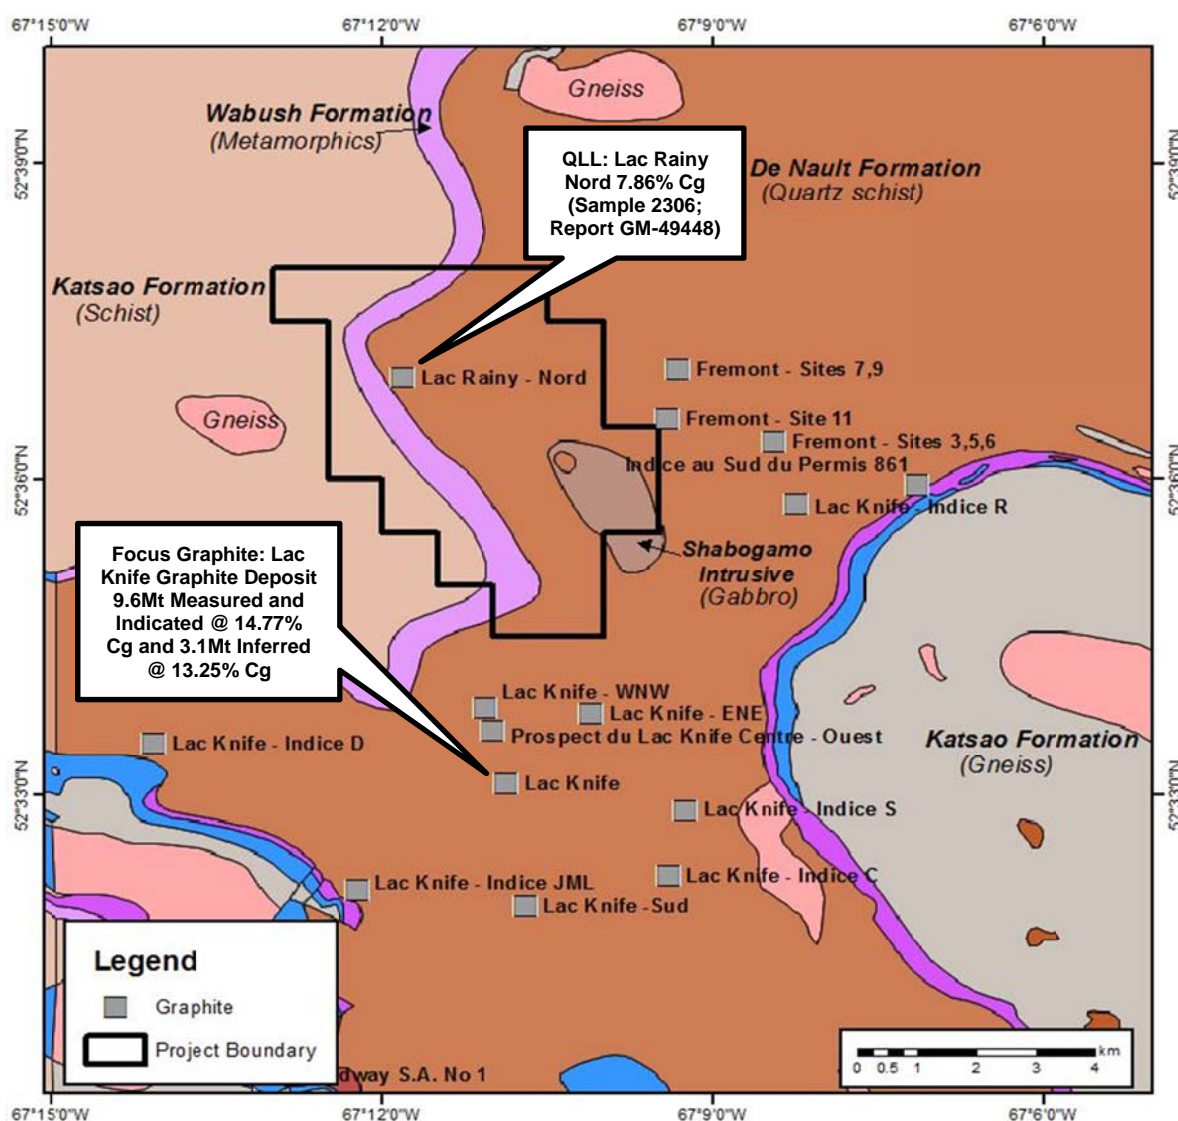 67°15'0"W
67°12'0"W
67°9'0"W
67°6'0"W
Gneiss
Wabush Formation
(Metamorphics)
52°39'0"N
52°39'0"N
QLL: Lac Rainy
Nord 7.86% Cg
(Sample 2306;
Report GM-49448)
De Nault Formation
(Quartz schist)
Katsao Formation
(Schist)
Lac Rainy - Nord
Fremont - Sites 7,9
Gneiss
Fremont - Site 11
Fremont - Sites 3,5,6
Indice au Sud du Permis 861
52°36'0"N
52°36'0"N
Lac Knife - Indice R
Focus Graphite: Lac
Knife Graphite Deposit
9.6Mt Measured and
Indicated @ 14.77%
Cg and 3.1Mt Inferred
@ 13.25% Cg
Shabogamo
Intrusive
(Gabbro)
Lac Knife - WNW
Lac Knife - ENE
Prospect du Lac Knife Centre - Ouest
Lac Knife - Indice D
Katsao Formation
(Gneiss)
Lac Knife
52°33'0"N
52°33'0"N
Lac Knife - Indice S
Lac Knife - Indice C
Lac Knife - Indice JML
Lac Knife -Sud
Legend
Graphite
Project Boundary
dway S.A. No 1
km
0 0.5 1 2 3 4
67°15'0"W
67°12'0"W
67°9'0"W
67°6'0"W